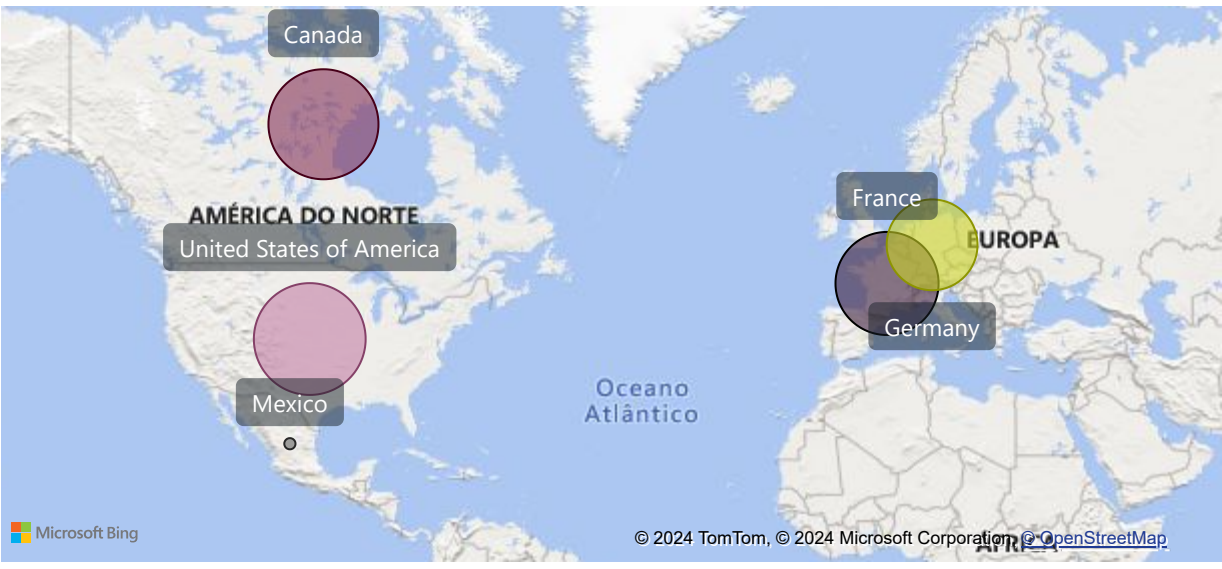 Canada
AMÉRICA DO NORTE
United States of America
Mexico
France
EUROPA
Germany
Oceano
Atlântico
ÁFRICA
Microsoft Bing
© 2024 TomTom, © 2024 Microsoft Corporation, © OpenStreetMap